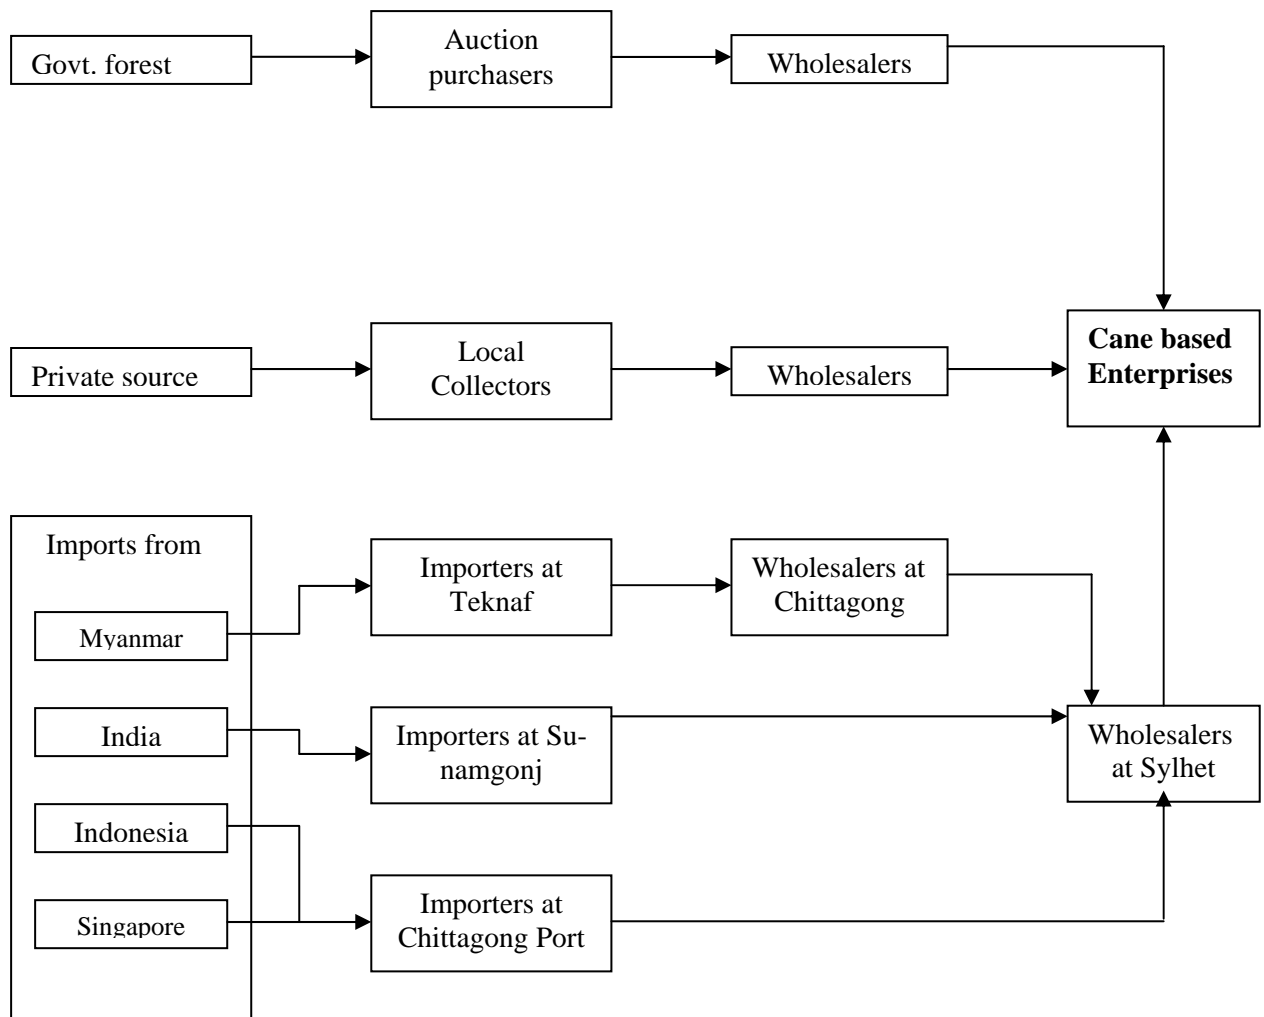 Govt. forest
Auction
purchasers
Wholesalers
Private source
Local
Collectors
Wholesalers
Cane based
Enterprises
Imports from
Myanmar
India
Indonesia
Singapore
Importers at
Teknaf
Wholesalers at
Chittagong
Importers at Su-
namgonj
Importers at
Chittagong Port
Wholesalers
at Sylhet